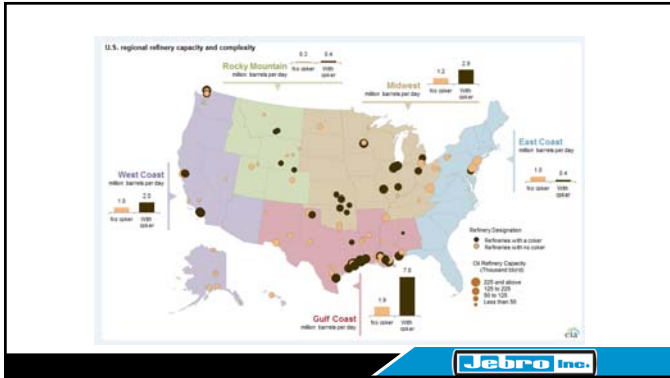 U.S. regional refinery capacity and complexity
Rocky Mountain
million barrels per day
0.3
0.4
No coker
With
coker
Midwest
million barrels per day
1.2
2.8
No coker
With
coker
East Coast
million barrels per day
1.0
0.4
No coker
With
coker
West Coast
million barrels per day
1.0
2.0
No coker
With
coker
Gulf Coast
million barrels per day
1.9
No coker
With
coker
Refinery Designation
Refineries with a coker
Refineries with no coker
Oil Refinery Capacity
225 and above
125 to 225
50 to 125
Less than 50
eia
Jebro Inc.